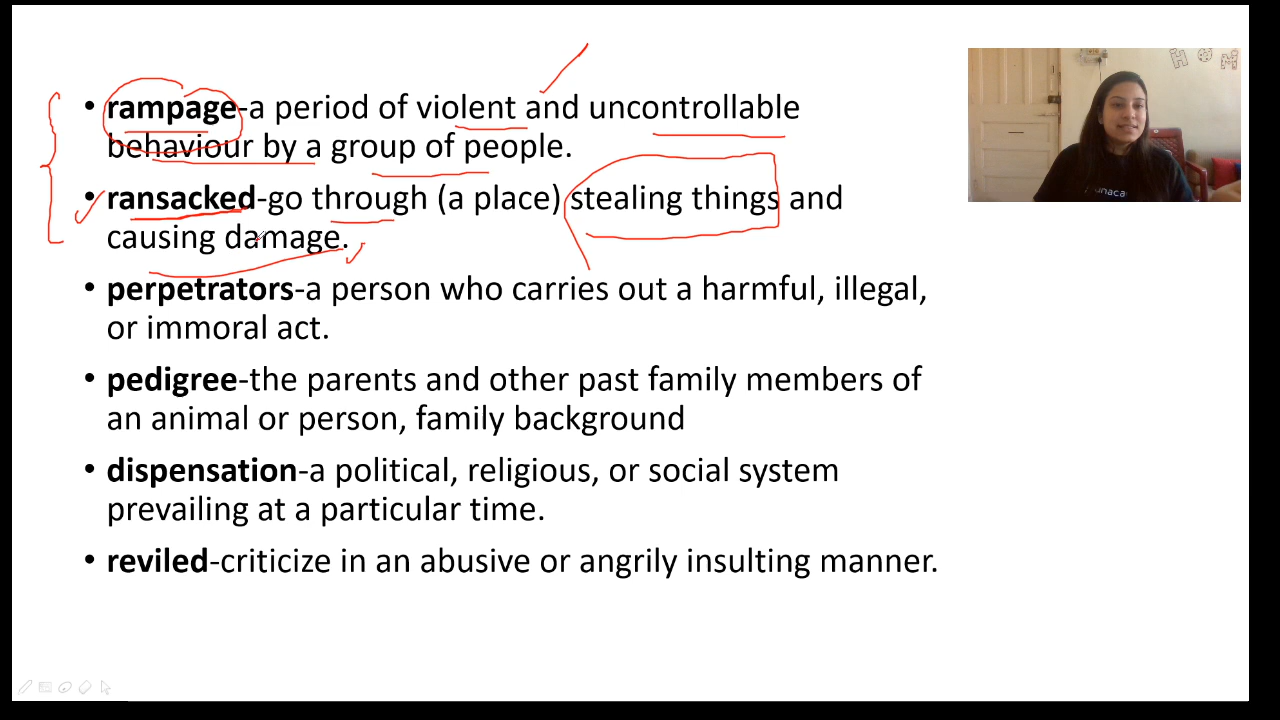 • rampage-a period of violent and uncontrollable
behaviour by a group of people.
• ransacked-go through (a place) stealing things and
causing damage.
• perpetrators-a person who carries out a harmful, illegal,
or immoral act.
• pedigree-the parents and other past family members of
an animal or person, family background
• dispensation-a political, religious, or social system
prevailing at a particular time.
• reviled-criticize in an abusive or angrily insulting manner.